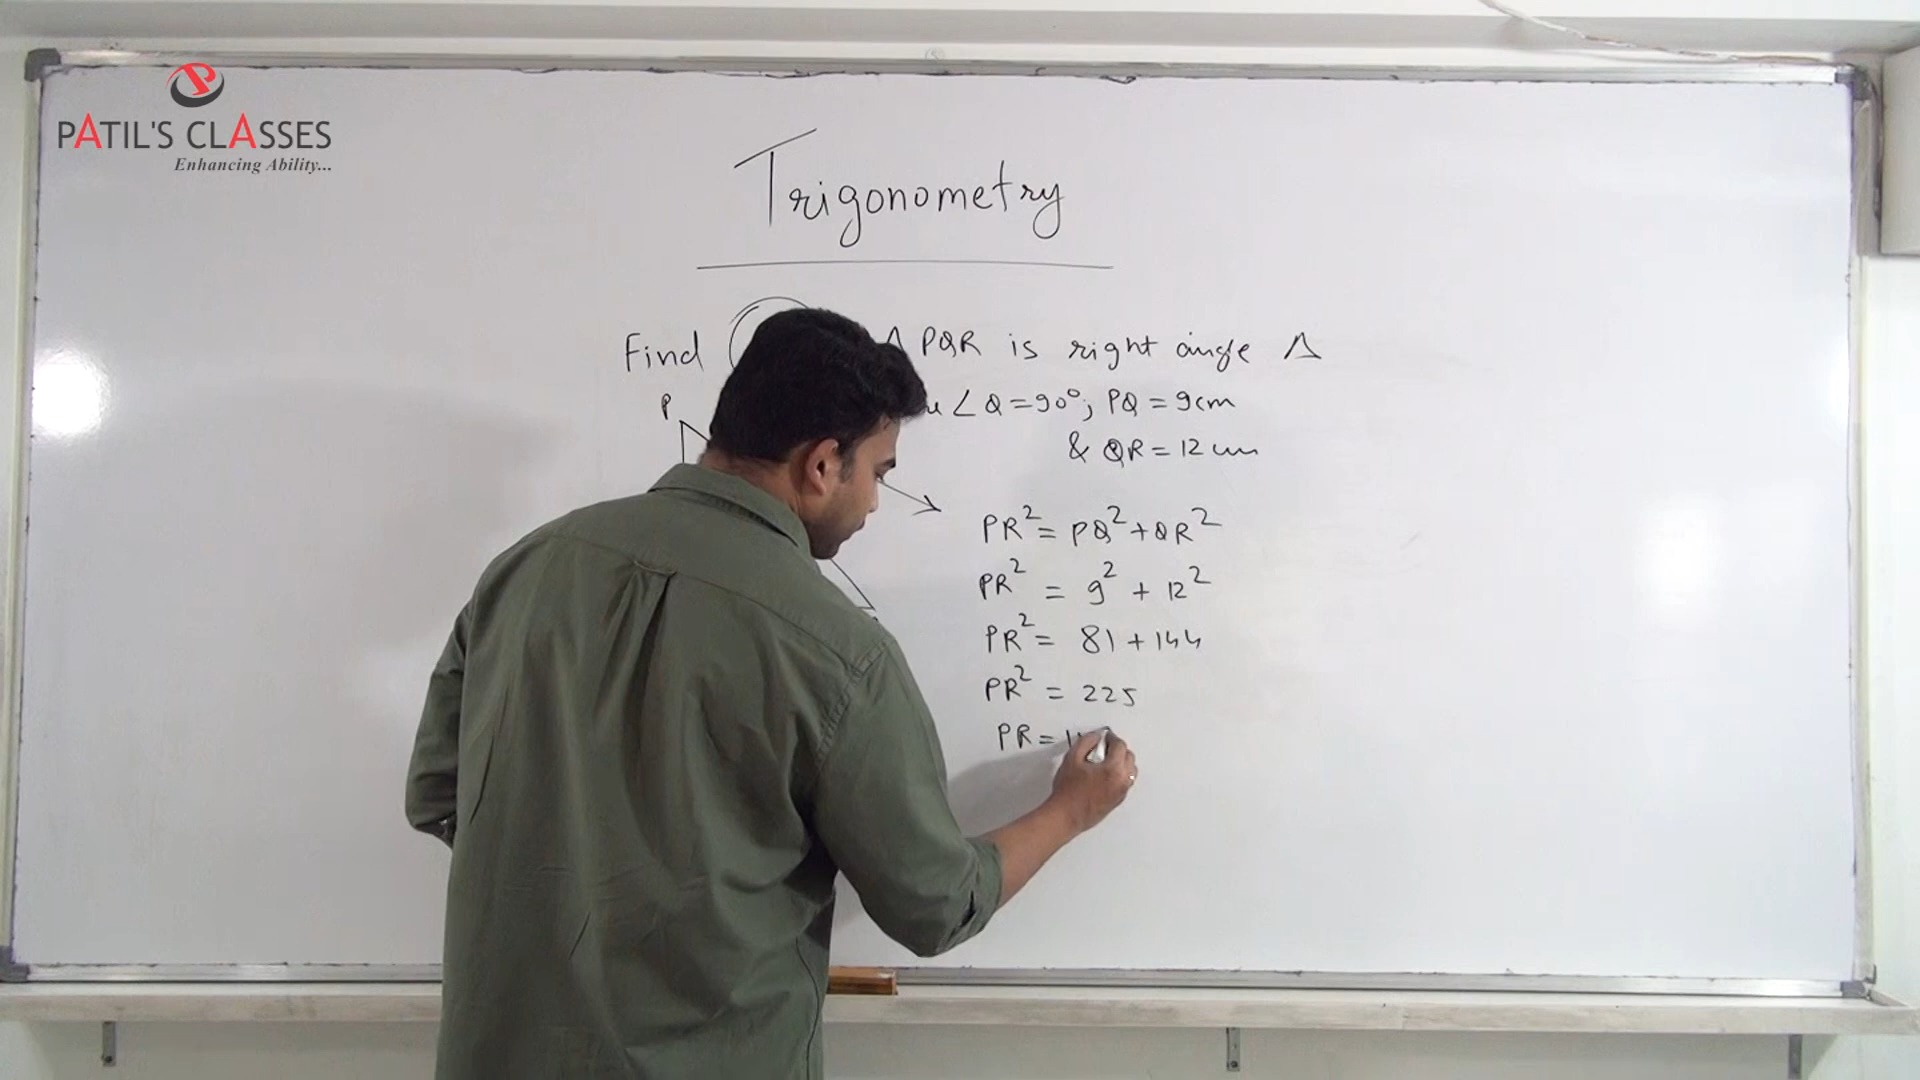 PATIL'S CLASSES
Enhancing Ability...
Trigonometry
Find Δ PQR is right angle Δ
P
∠Q=90°; PQ = 9cm
& QR = 12 cm
PR² = PQ² + QR²
PR² = 9² + 12²
PR² = 81 + 144
PR² = 225
PR =